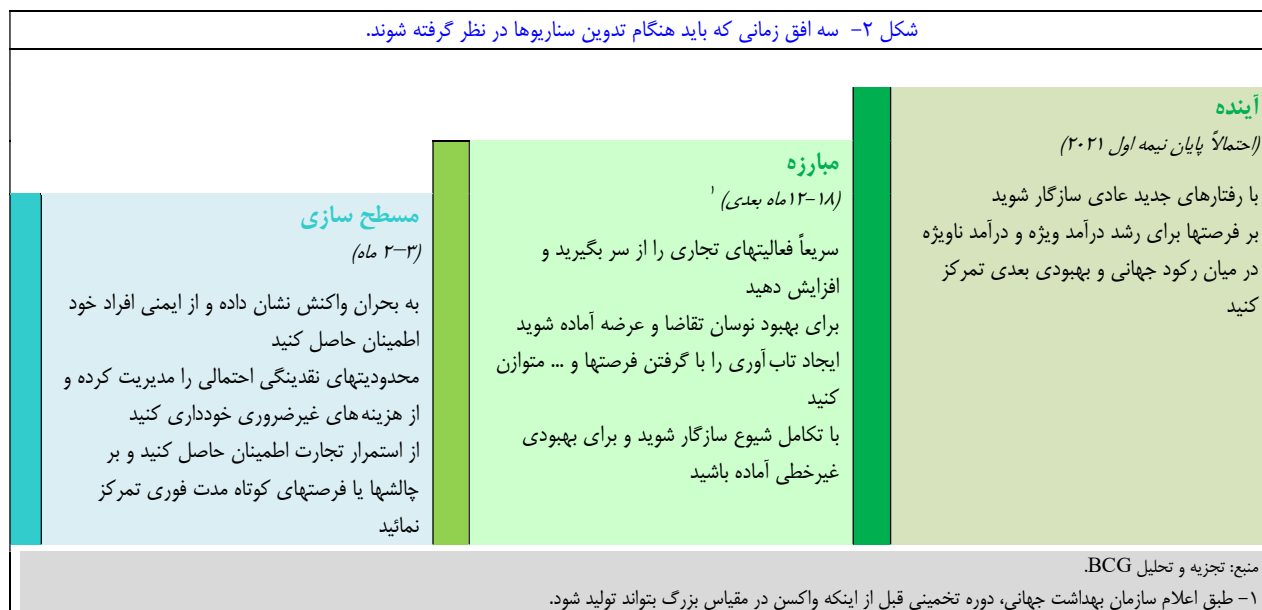 شکل ۲- سه افق زمانی که باید هنگام تدوین سناریوها در نظر گرفته شوند.
آینده
(احتمالاً پایان نیمه اول ۲۰۲۱)
با رفتارهای جدید عادی سازگار شوید
بر فرصتها برای رشد درآمد ویژه و درآمد ناویژه
در میان رکود جهانی و بهبودی بعدی تمرکز
کنید
مبارزه
(۱۸-۱۲ ماه بعدی) ۱
سریعاً فعالیتهای تجاری را از سر بگیرید و
افزایش دهید
برای بهبود نوسان تقاضا و عرضه آماده شوید
ایجاد تاب‌آوری را با گرفتن فرصتها و ... متوازن
کنید
با تکامل شیوع سازگار شوید و برای بهبودی
غیرخطی آماده باشید
مسطح سازی
(۳-۲ ماه)
به بحران واکنش نشان داده و از ایمنی افراد خود
اطمینان حاصل کنید
محدودیتهای نقدینگی احتمالی را مدیریت کرده و
از هزینه‌های غیرضروری خودداری کنید
از استمرار تجارت اطمینان حاصل کنید و بر
چالشها یا فرصتهای کوتاه مدت فوری تمرکز
نمائید
منبع: تجزیه و تحلیل BCG.
۱- طبق اعلام سازمان بهداشت جهانی، دوره تخمینی قبل از اینکه واکسن در مقیاس بزرگ بتواند تولید شود.